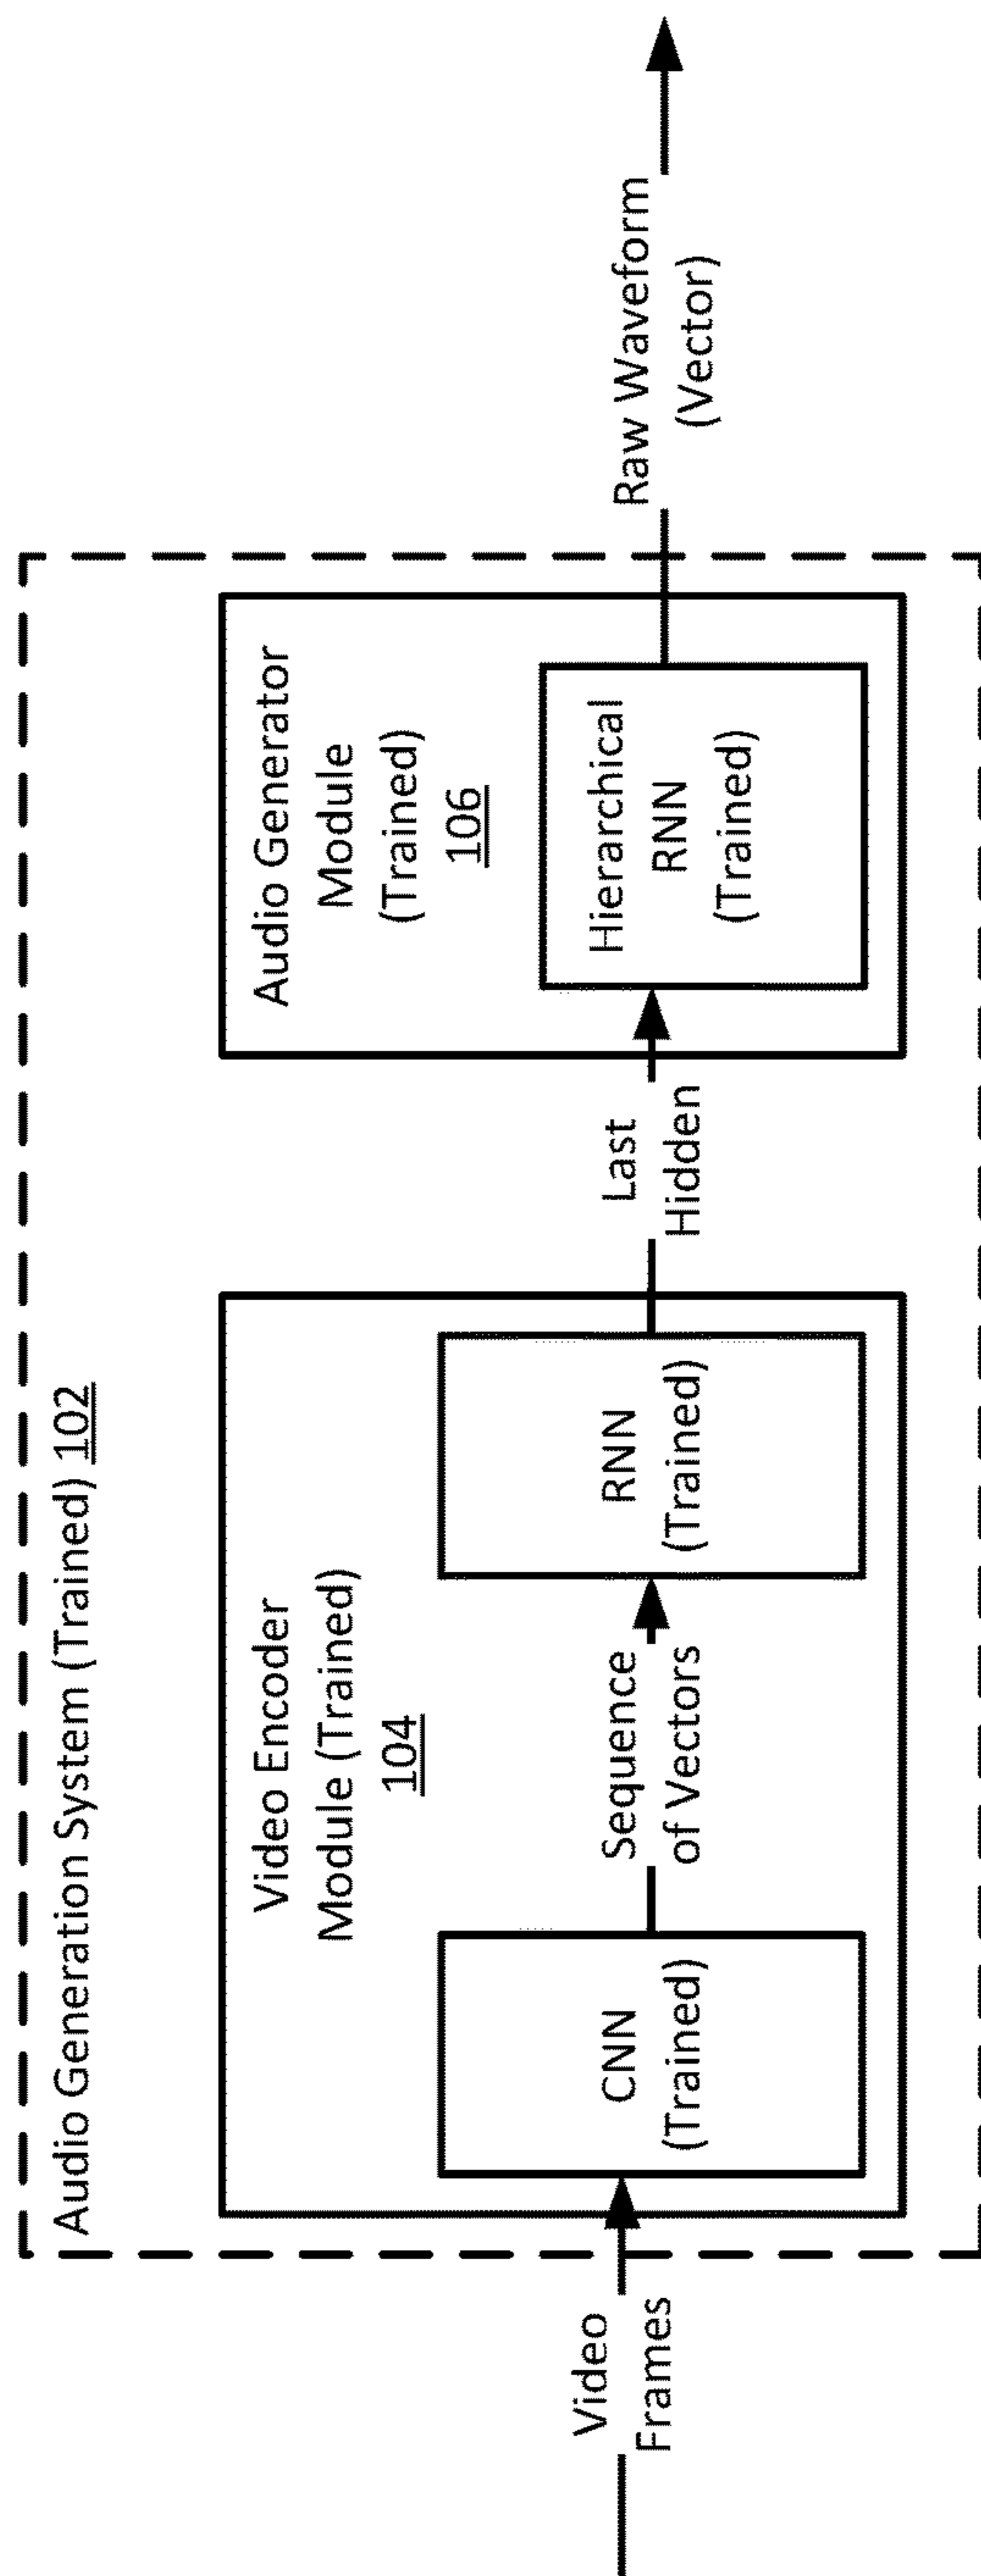 Audio Generation System (Trained) 102
Video
Frames
Video Encoder
Module (Trained)
104
CNN
(Trained)
Sequence
of Vectors
RNN
(Trained)
Last
Hidden
Audio Generator
Module
(Trained)
106
Hierarchical
RNN
(Trained)
Raw Waveform
(Vector)